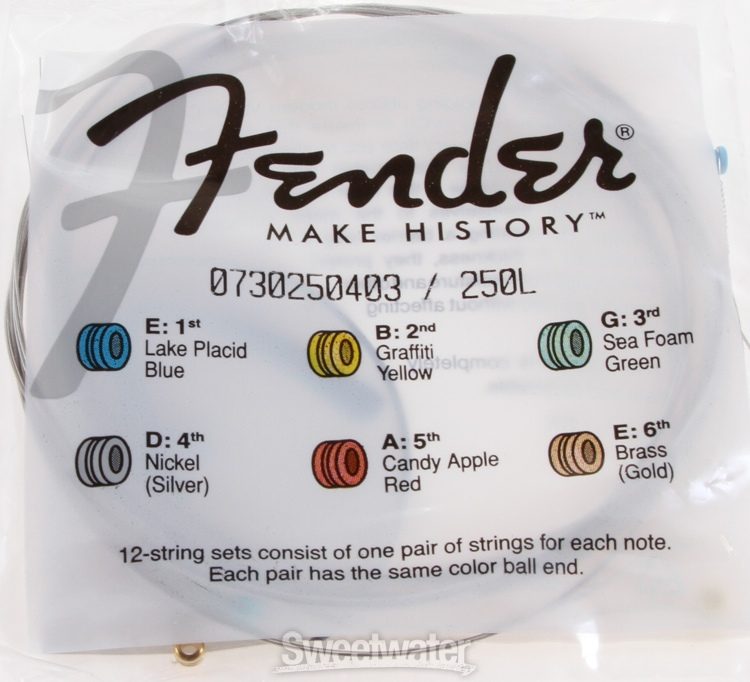 Fender®
MAKE HISTORY™
0730250403 / 250L
E: 1st
Lake Placid
Blue
B: 2nd
Graffiti
Yellow
G: 3rd
Sea Foam
Green
D: 4th
Nickel
(Silver)
A: 5th
Candy Apple
Red
E: 6th
Brass
(Gold)
12-string sets consist of one pair of strings for each note.
Each pair has the same color ball end.
Sweetwater